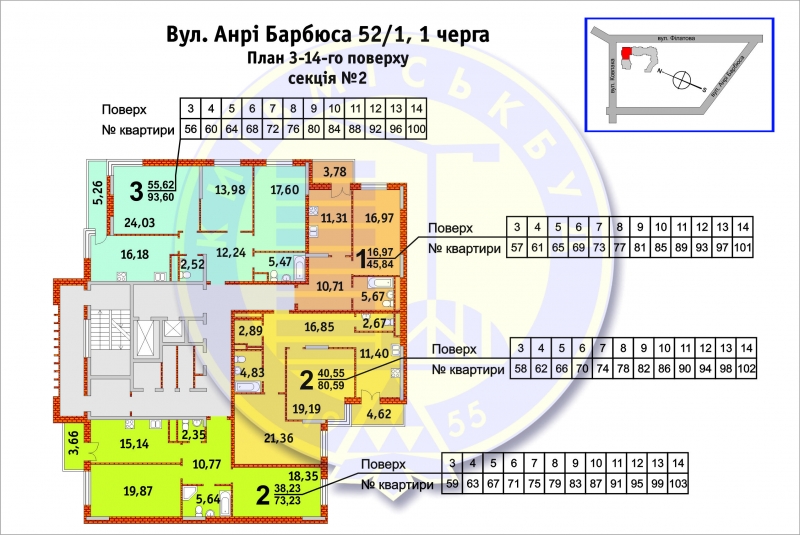 Вул. Анрі Барбюса 52/1, 1 черга
План 3-14-го поверху
секція №2
вул. Філатова
вул. Ковпака
вул. Анрі Барбюса
N
S
Поверх 3 4 5 6 7 8 9 10 11 12 13 14
№ квартири 56 60 64 68 72 76 80 84 88 92 96 100
5,26
3 55,62
93,60
24,03
13,98
17,60
16,18
2,52
12,24
5,47
3,78
11,31
16,97
1 16,97
45,84
10,71
5,67
Поверх 3 4 5 6 7 8 9 10 11 12 13 14
№ квартири 57 61 65 69 73 77 81 85 89 93 97 101
16,85
2,67
2,89
11,40
4,83
2 40,55
80,59
19,19
4,62
21,36
Поверх 3 4 5 6 7 8 9 10 11 12 13 14
№ квартири 58 62 66 70 74 78 82 86 90 94 98 102
3,66
15,14
2,35
10,77
18,35
19,87
5,64
2 38,23
73,23
Поверх 3 4 5 6 7 8 9 10 11 12 13 14
№ квартири 59 63 67 71 75 79 83 87 91 95 99 103
55